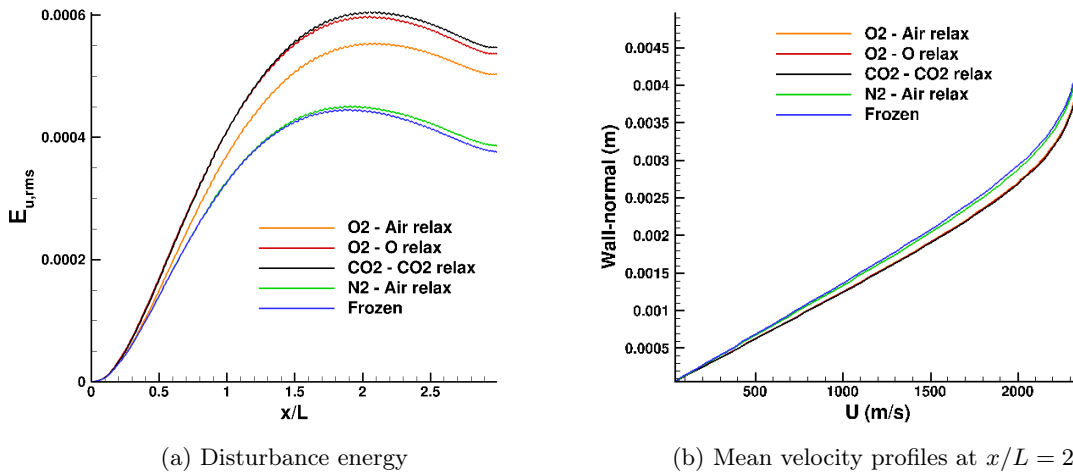 0.0006
0.0004
0.0002
0
E u,rms
0
0.5
1
1.5
2
2.5
x/L
O2 - Air relax
O2 - O relax
CO2 - CO2 relax
N2 - Air relax
Frozen
(a) Disturbance energy
0.0045
0.004
0.0035
0.003
0.0025
0.002
0.0015
0.001
0.0005
Wall-normal (m)
500
1000
1500
2000
U (m/s)
O2 - Air relax
O2 - O relax
CO2 - CO2 relax
N2 - Air relax
Frozen
(b) Mean velocity profiles at x/L = 2